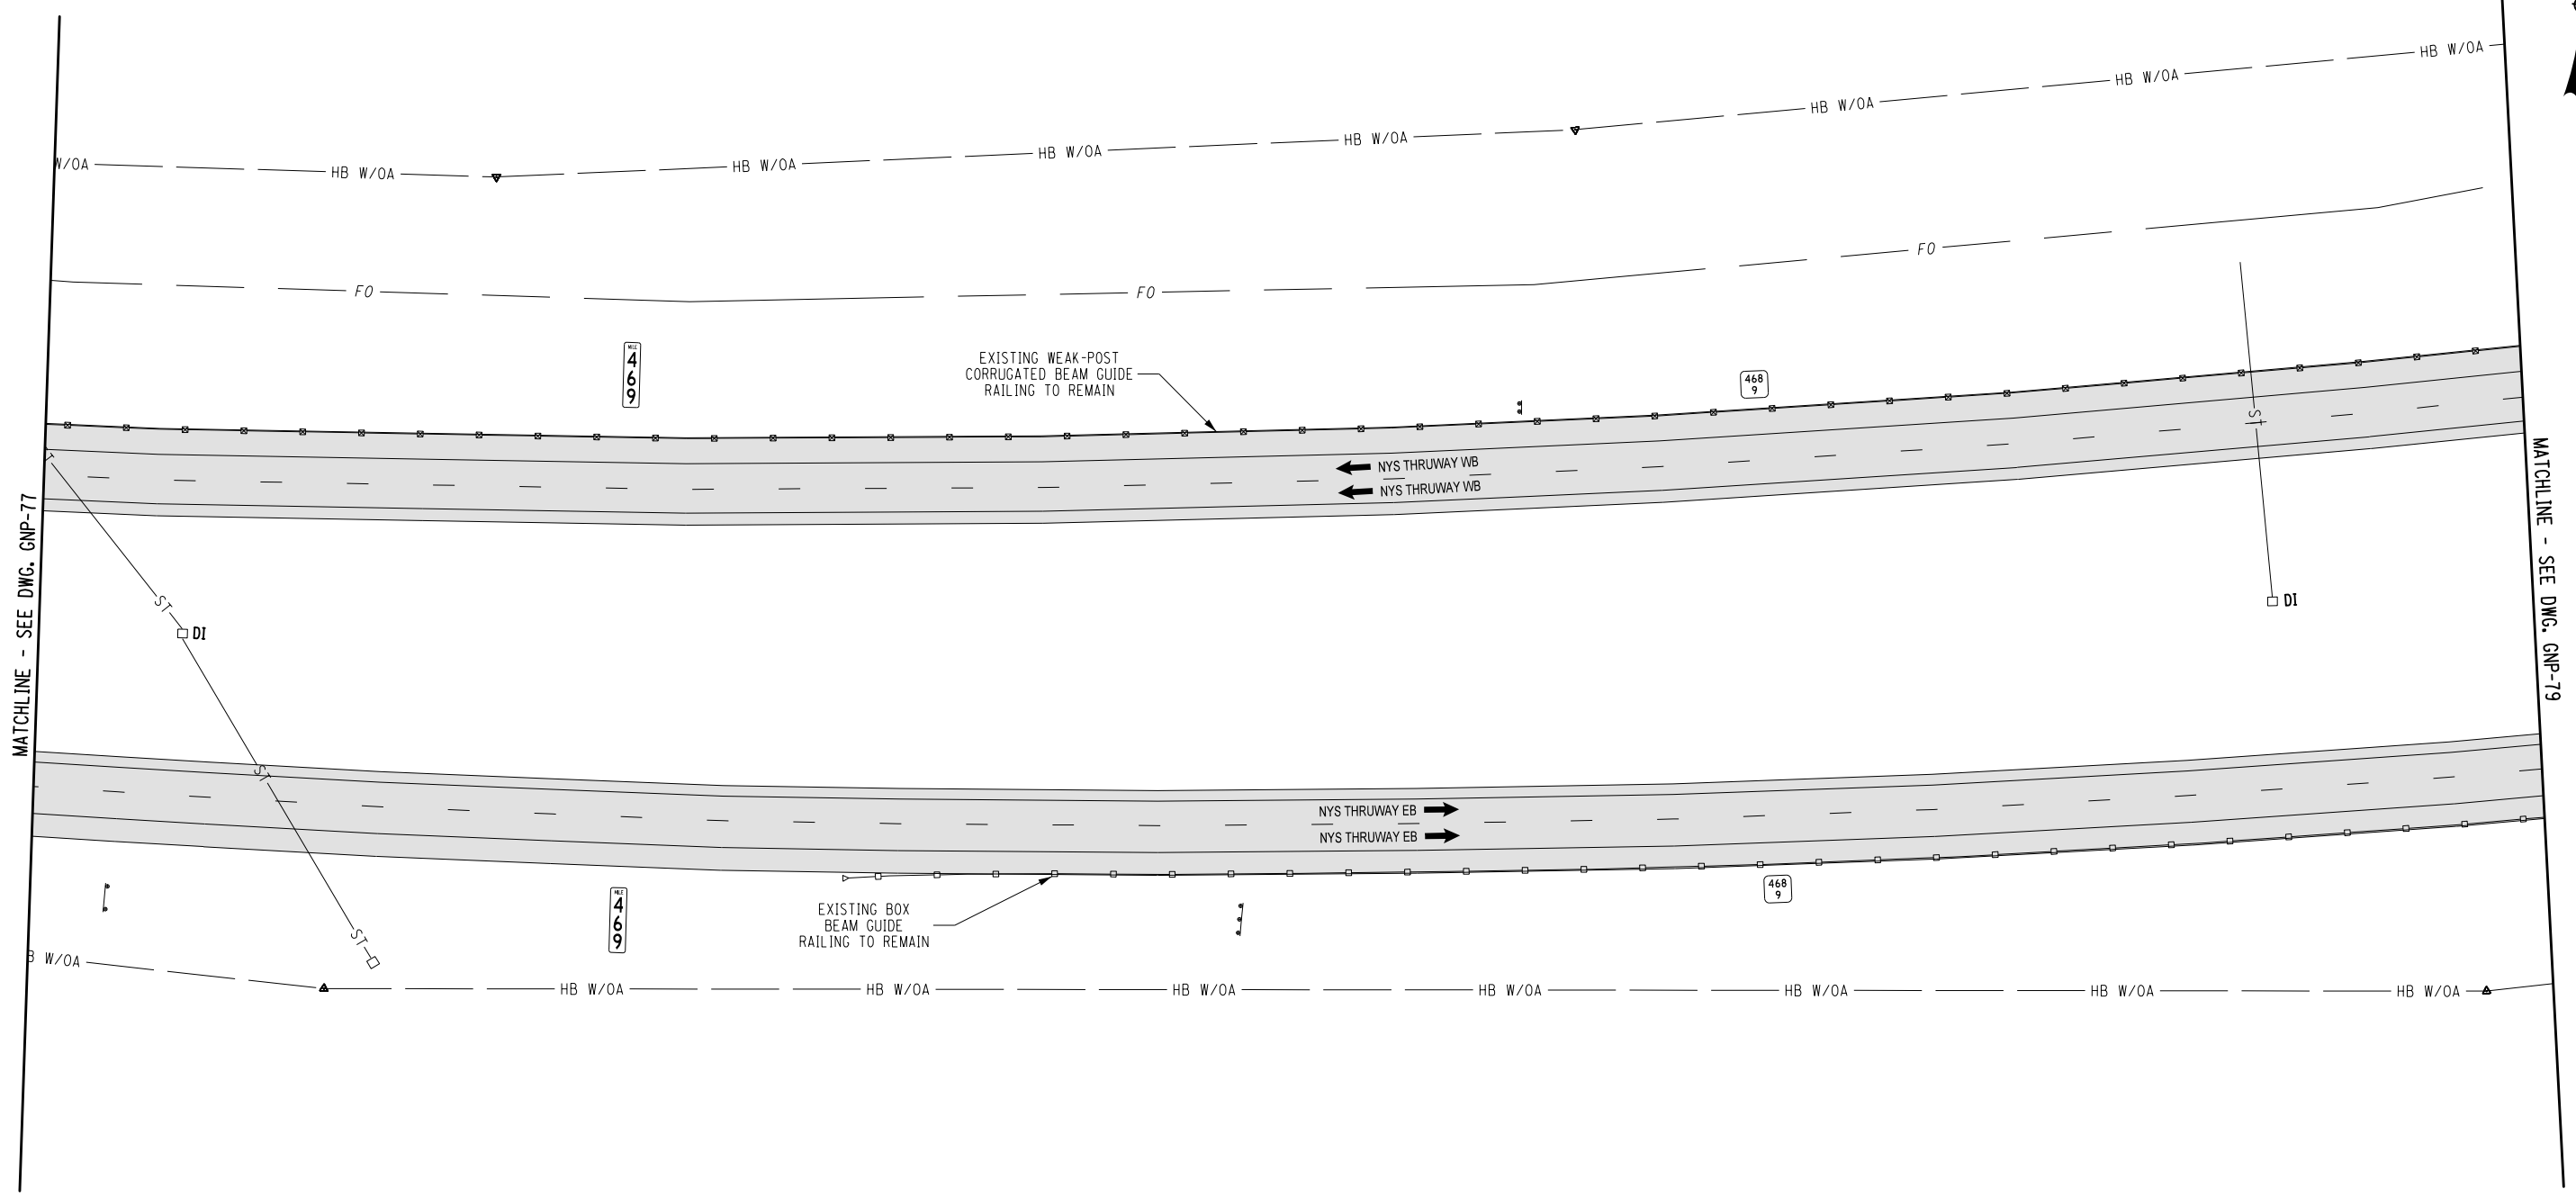 HB W/OA
HB W/OA
HB W/OA
HB W/OA
HB W/OA
HB W/OA
W/OA
HB W/OA
FO
FO
FO
MILE
4
6
9
EXISTING WEAK-POST
CORRUGATED BEAM GUIDE
RAILING TO REMAIN
468
9
ST
NYS THRUWAY WB
NYS THRUWAY WB
MATCHLINE - SEE DWG. GNP-77
MATCHLINE - SEE DWG. GNP-79
ST
DI
DI
ST
NYS THRUWAY EB
NYS THRUWAY EB
MILE
4
6
9
EXISTING BOX
BEAM GUIDE
RAILING TO REMAIN
468
9
ST
B W/OA
HB W/OA
HB W/OA
HB W/OA
HB W/OA
HB W/OA
HB W/OA
HB W/OA